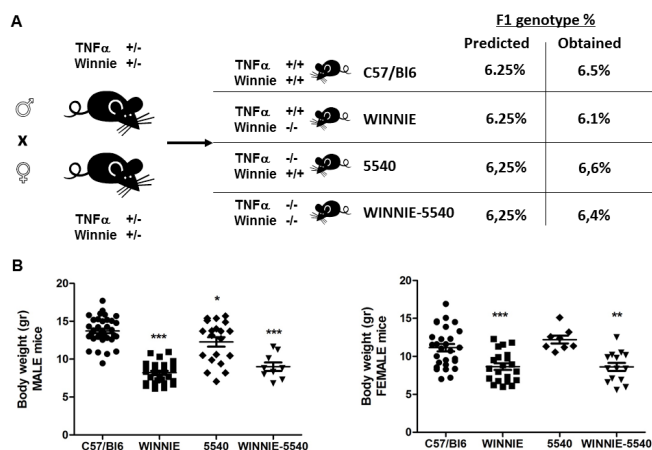 A
F1 genotype %
Predicted Obtained
TNFα +/-
Winnie +/-
♂
x
♀
TNFα +/-
Winnie +/-
TNFα +/+
Winnie +/+
C57/Bl6 6.25% 6.5%
TNFα +/+
Winnie -/-
WINNIE 6.25% 6.1%
TNFα -/-
Winnie +/+
5540 6,25% 6,6%
TNFα -/-
Winnie -/-
WINNIE-5540 6,25% 6,4%
B
Body weight (gr)
MALE mice
20
15
10
5
0
***
*
***
C57/Bl6 WINNIE 5540 WINNIE-5540
Body weight (gr)
FEMALE mice
20
15
10
5
0
***
**
C57/Bl6 WINNIE 5540 WINNIE-5540